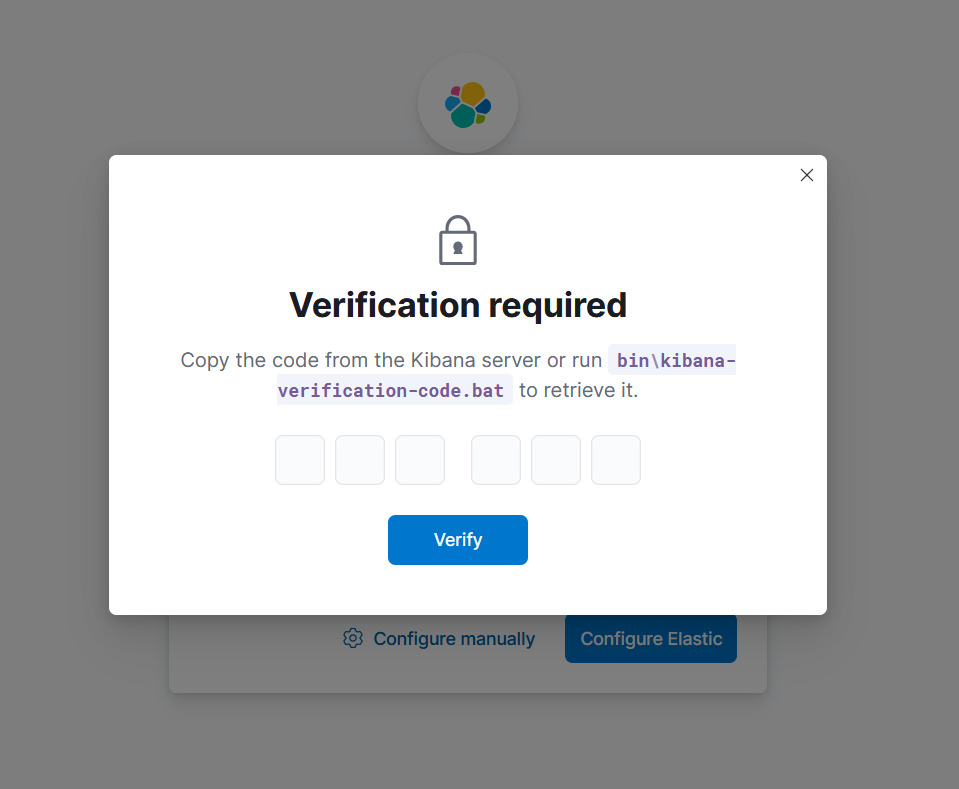 Verification required
Copy the code from the Kibana server or run bin\kibana-
verification-code.bat to retrieve it.
Verify
Configure manually
Configure Elastic